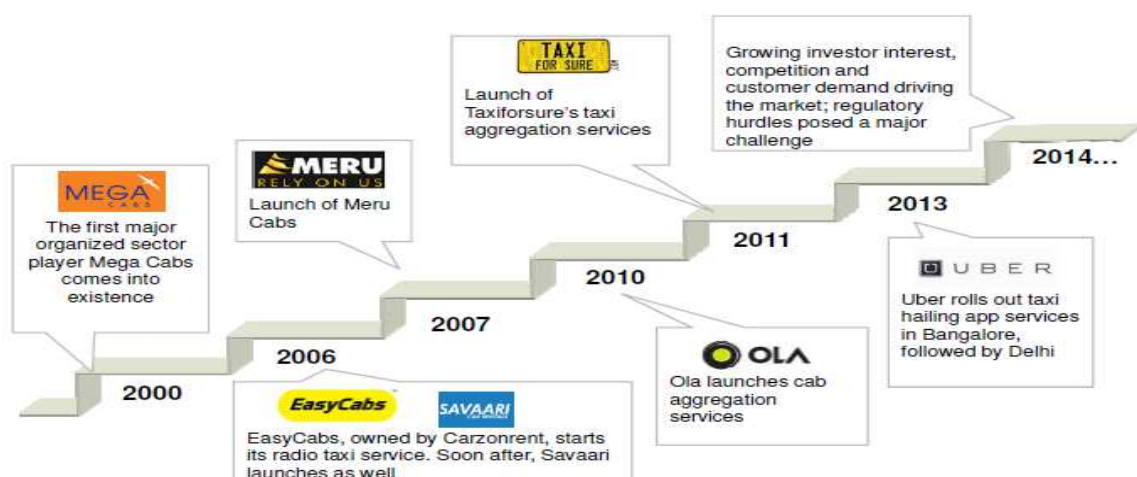 MEGA
CABS
The first major
organized sector
player Mega Cabs
comes into
existence
2000
EasyCabs
SAVAARI
CAR RENTALS
EasyCabs, owned by Carzonrent, starts
its radio taxi service. Soon after, Savaari
launches as well
2006
MERU
RELY ON US
Launch of Meru
Cabs
2007
OLA
Ola launches cab
aggregation
services
2010
TAXI
FOR SURE
Launch of
Taxiforsure's taxi
aggregation services
2011
UBER
Uber rolls out taxi
hailing app services
in Bangalore,
followed by Delhi
2013
Growing investor interest,
competition and
customer demand driving
the market; regulatory
hurdles posed a major
challenge
2014...